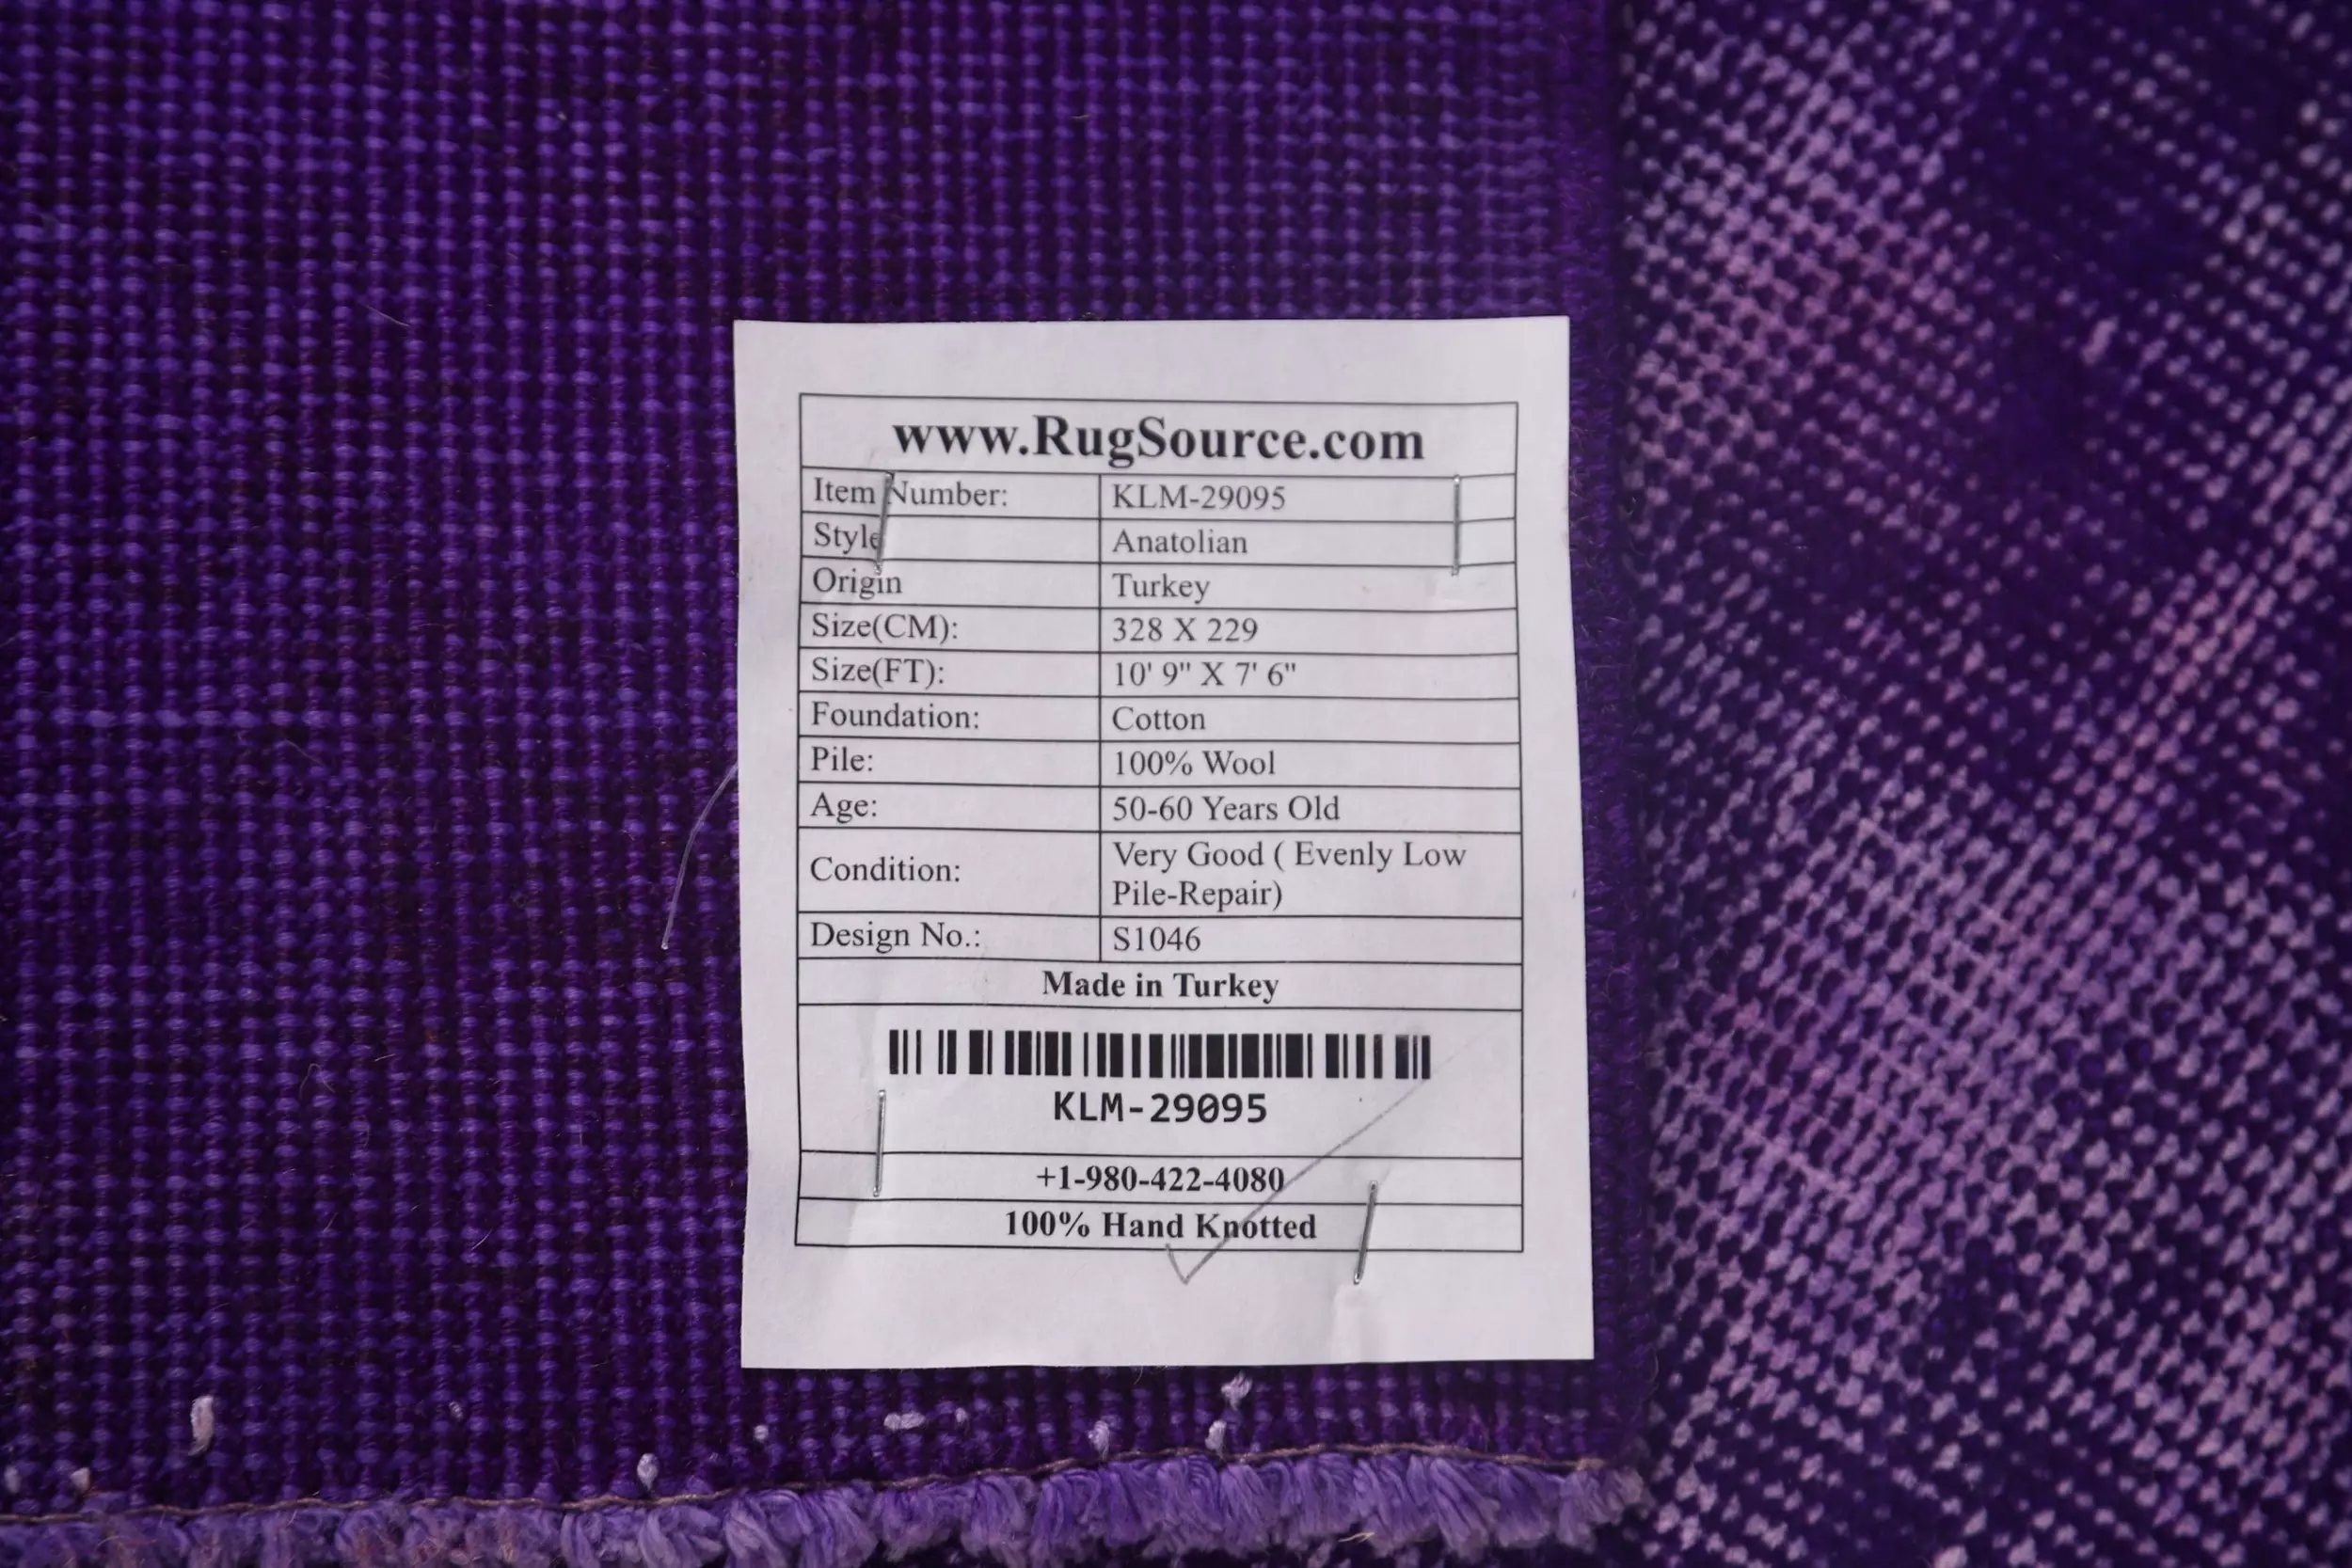 www.RugSource.com
Item Number: KLM-29095
Style Anatolian
Origin Turkey
Size(CM): 328 X 229
Size(FT): 10' 9" X 7' 6"
Foundation: Cotton
Pile: 100% Wool
Age: 50-60 Years Old
Condition: Very Good ( Evenly Low
Pile-Repair)
Design No.: S1046
Made in Turkey
KLM-29095
+1-980-422-4080
100% Hand Knotted